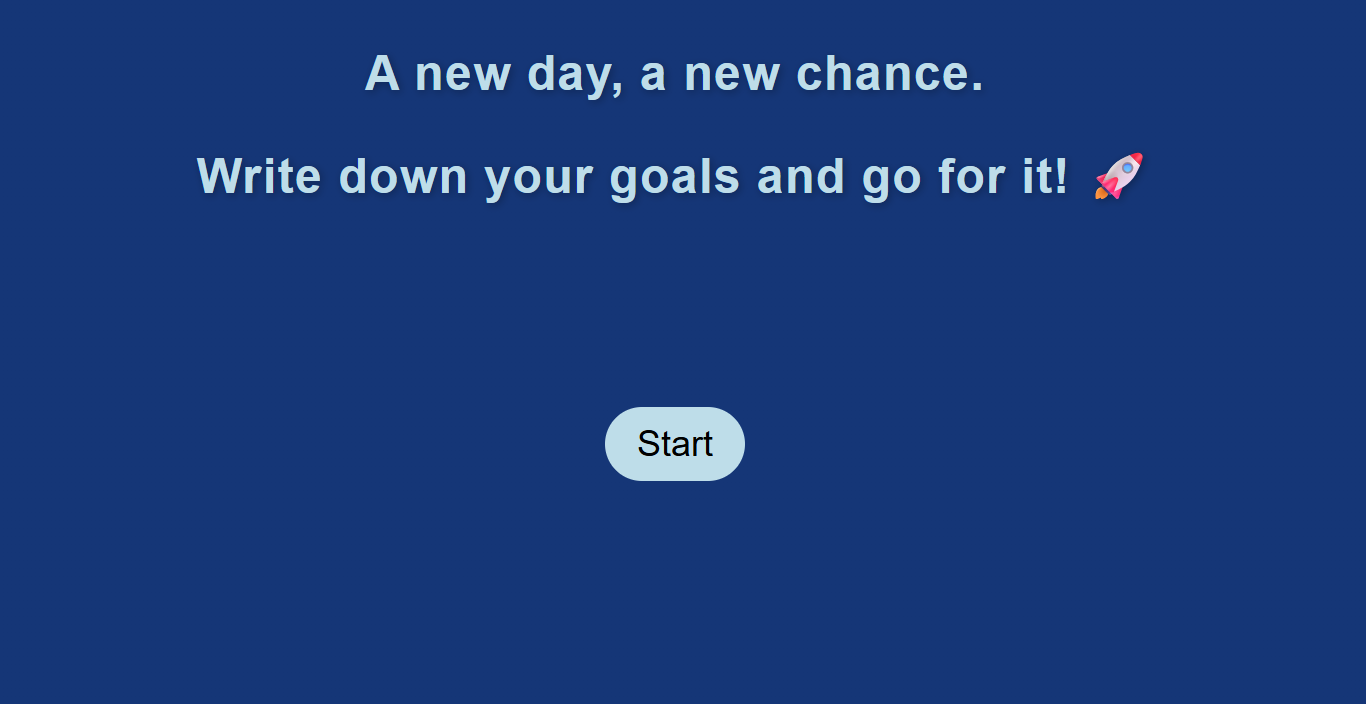 A new day, a new chance.
Write down your goals and go for it! 🚀
Start